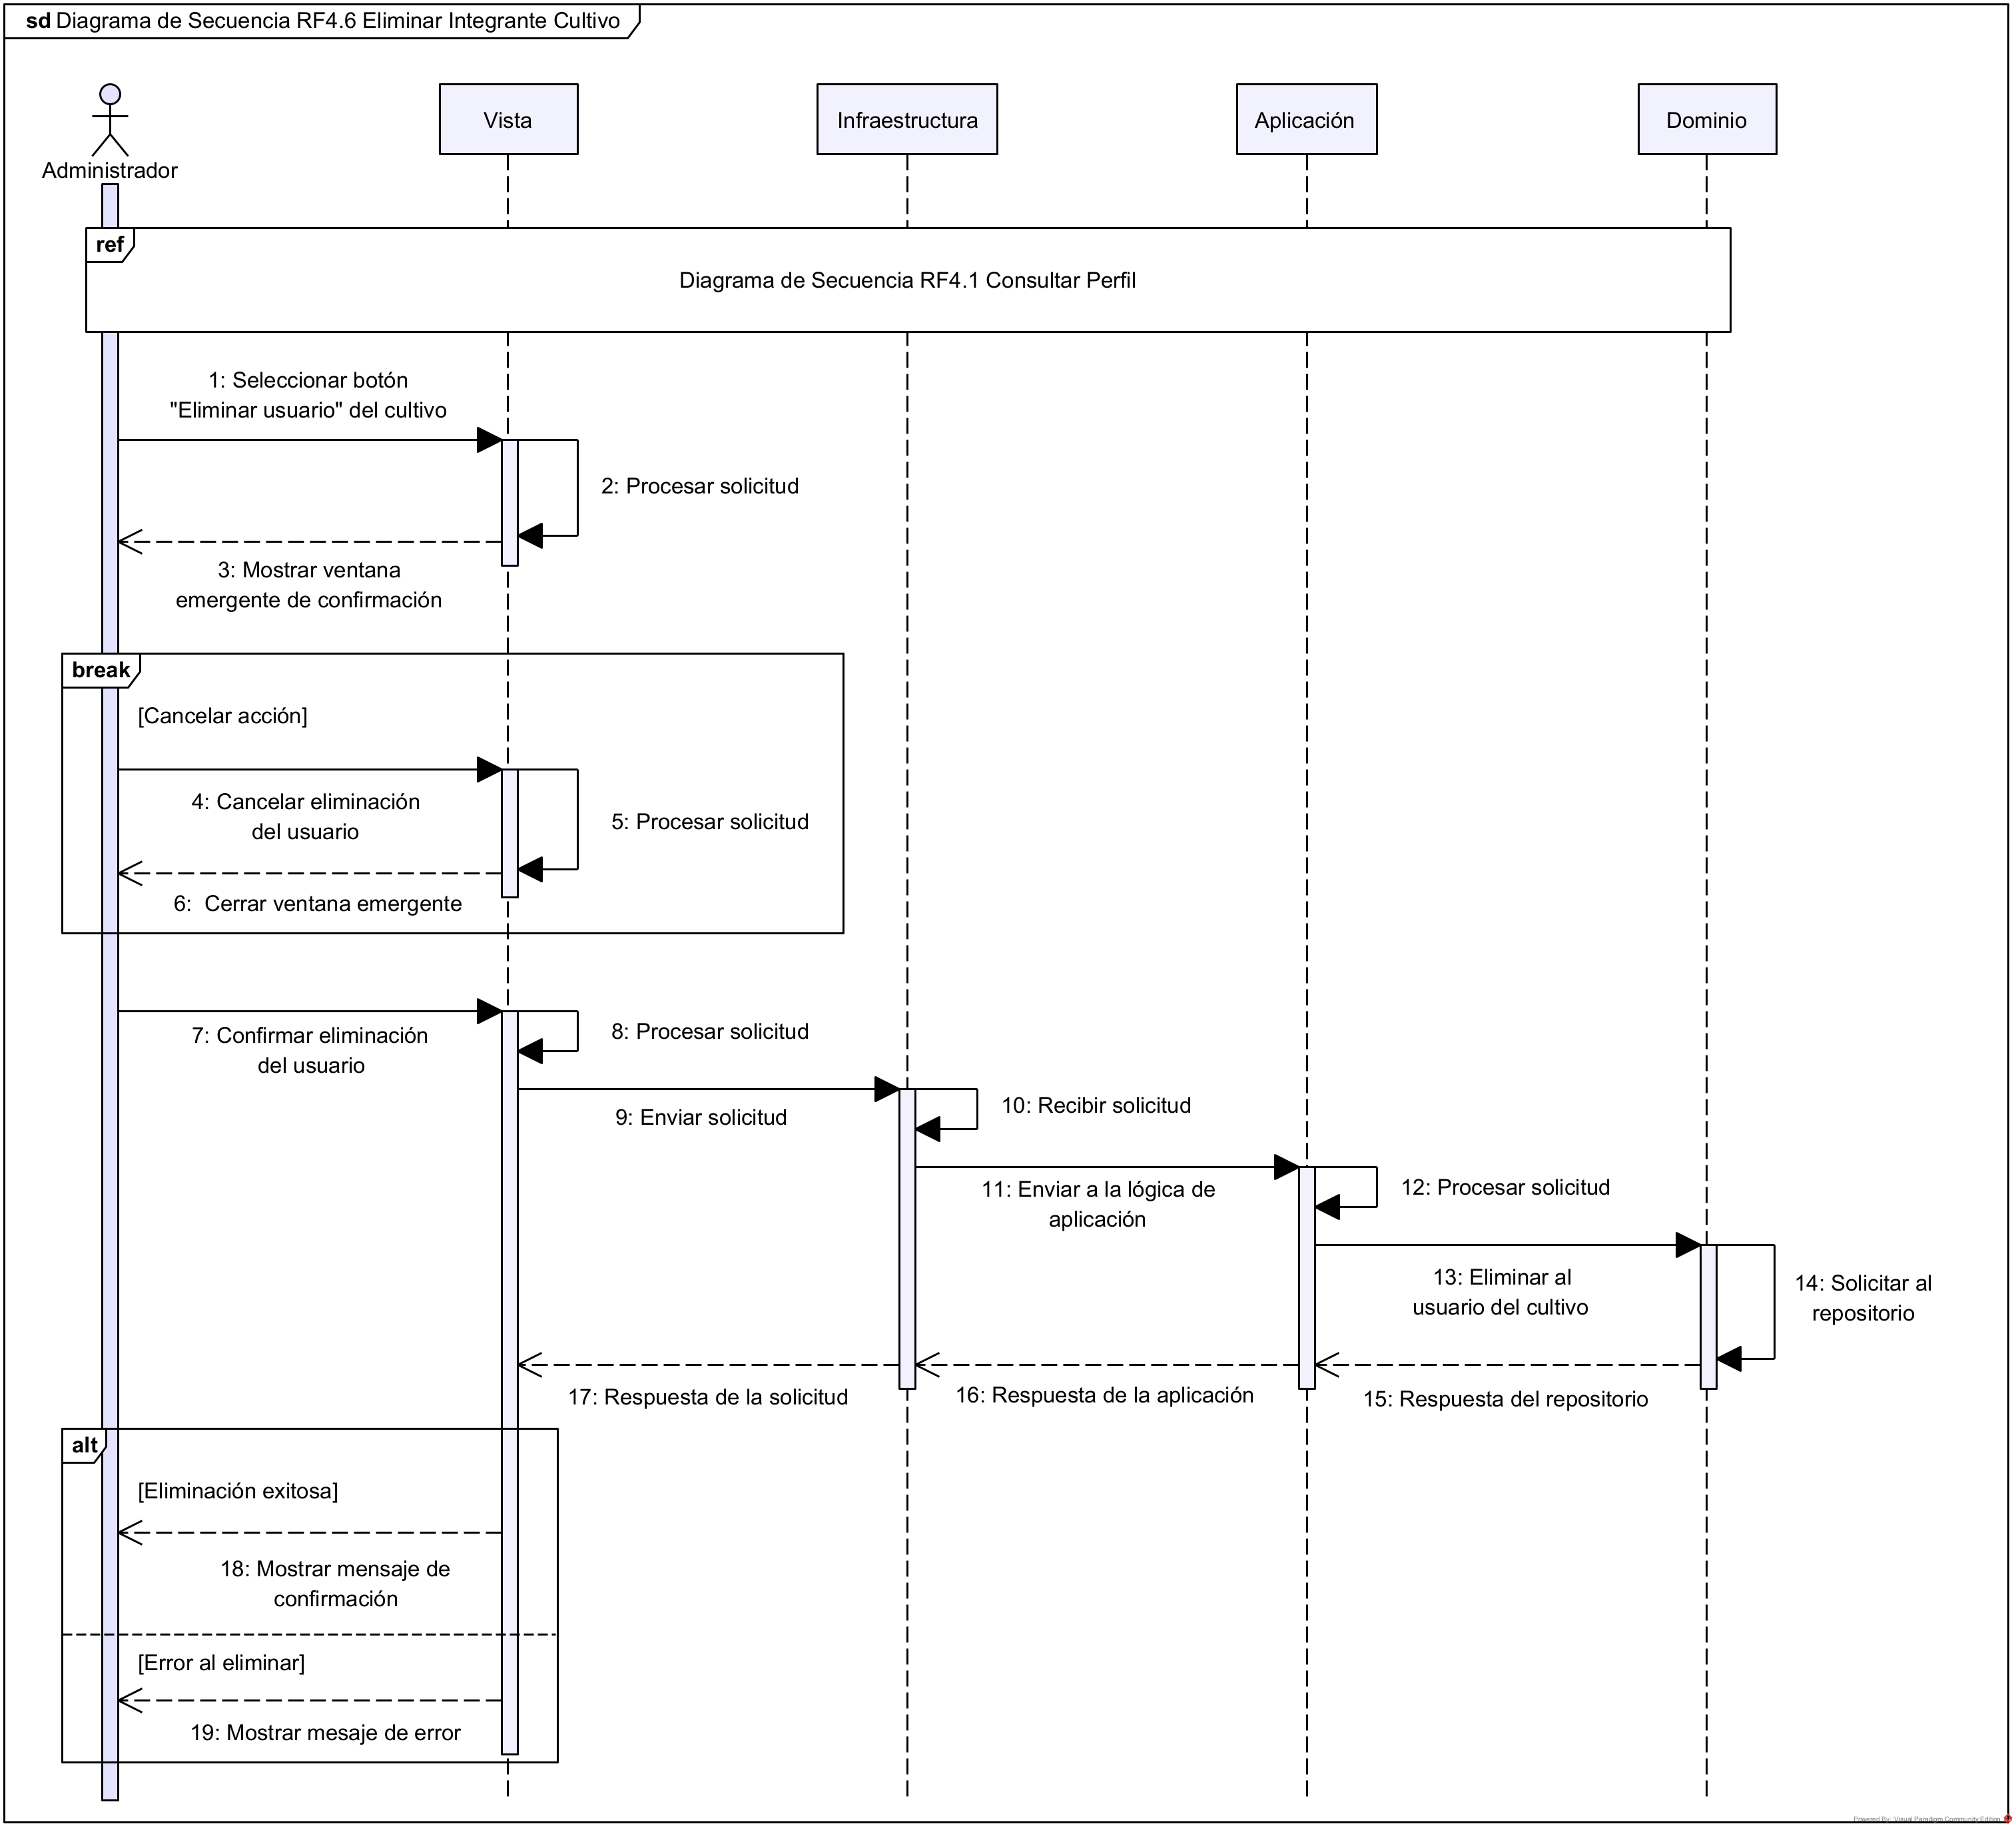 sd Diagrama de Secuencia RF4.6 Eliminar Integrante Cultivo
Administrador
Vista
Infraestructura
Aplicación
Dominio
ref
Diagrama de Secuencia RF4.1 Consultar Perfil
1: Seleccionar botón
"Eliminar usuario" del cultivo
2: Procesar solicitud
3: Mostrar ventana
emergente de confirmación
break
[Cancelar acción]
4: Cancelar eliminación
del usuario
5: Procesar solicitud
6:  Cerrar ventana emergente
7: Confirmar eliminación
del usuario
8: Procesar solicitud
9: Enviar solicitud
10: Recibir solicitud
11: Enviar a la lógica de
aplicación
12: Procesar solicitud
13: Eliminar al
usuario del cultivo
14: Solicitar al
repositorio
17: Respuesta de la solicitud
16: Respuesta de la aplicación
15: Respuesta del repositorio
alt
[Eliminación exitosa]
18: Mostrar mensaje de
confirmación
[Error al eliminar]
19: Mostrar mesaje de error
Powered By: Visual Paradigm Community Edition